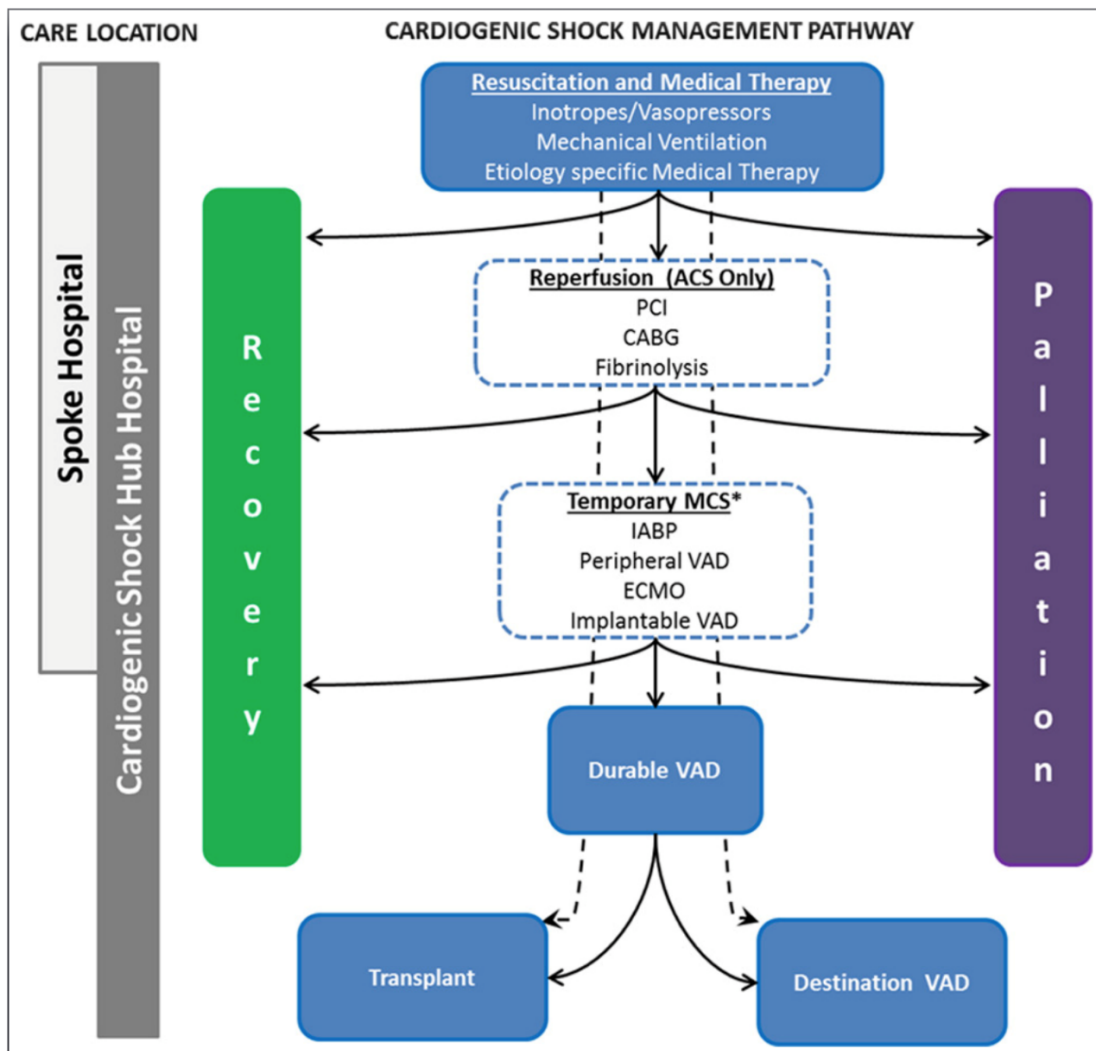 CARE LOCATION
CARDIOGENIC SHOCK MANAGEMENT PATHWAY
Spoke Hospital
Cardiogenic Shock Hub Hospital
Resuscitation and Medical Therapy
Inotropes/Vasopressors
Mechanical Ventilation
Etiology specific Medical Therapy
Recovery
Reperfusion (ACS Only)
PCI
CABG
Fibrinolysis
Temporary MCS*
IABP
Peripheral VAD
ECMO
Implantable VAD
Palliation
Durable VAD
Transplant
Destination VAD